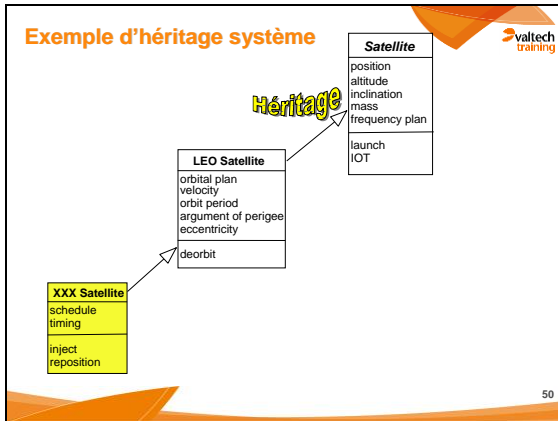 Exemple d'héritage système
valtech
training
Satellite
position
altitude
inclination
mass
frequency plan
launch
IOT
Héritage
LEO Satellite
orbital plan
velocity
orbit period
argument of perigee
eccentricity
deorbit
XXX Satellite
schedule
timing
inject
reposition
50